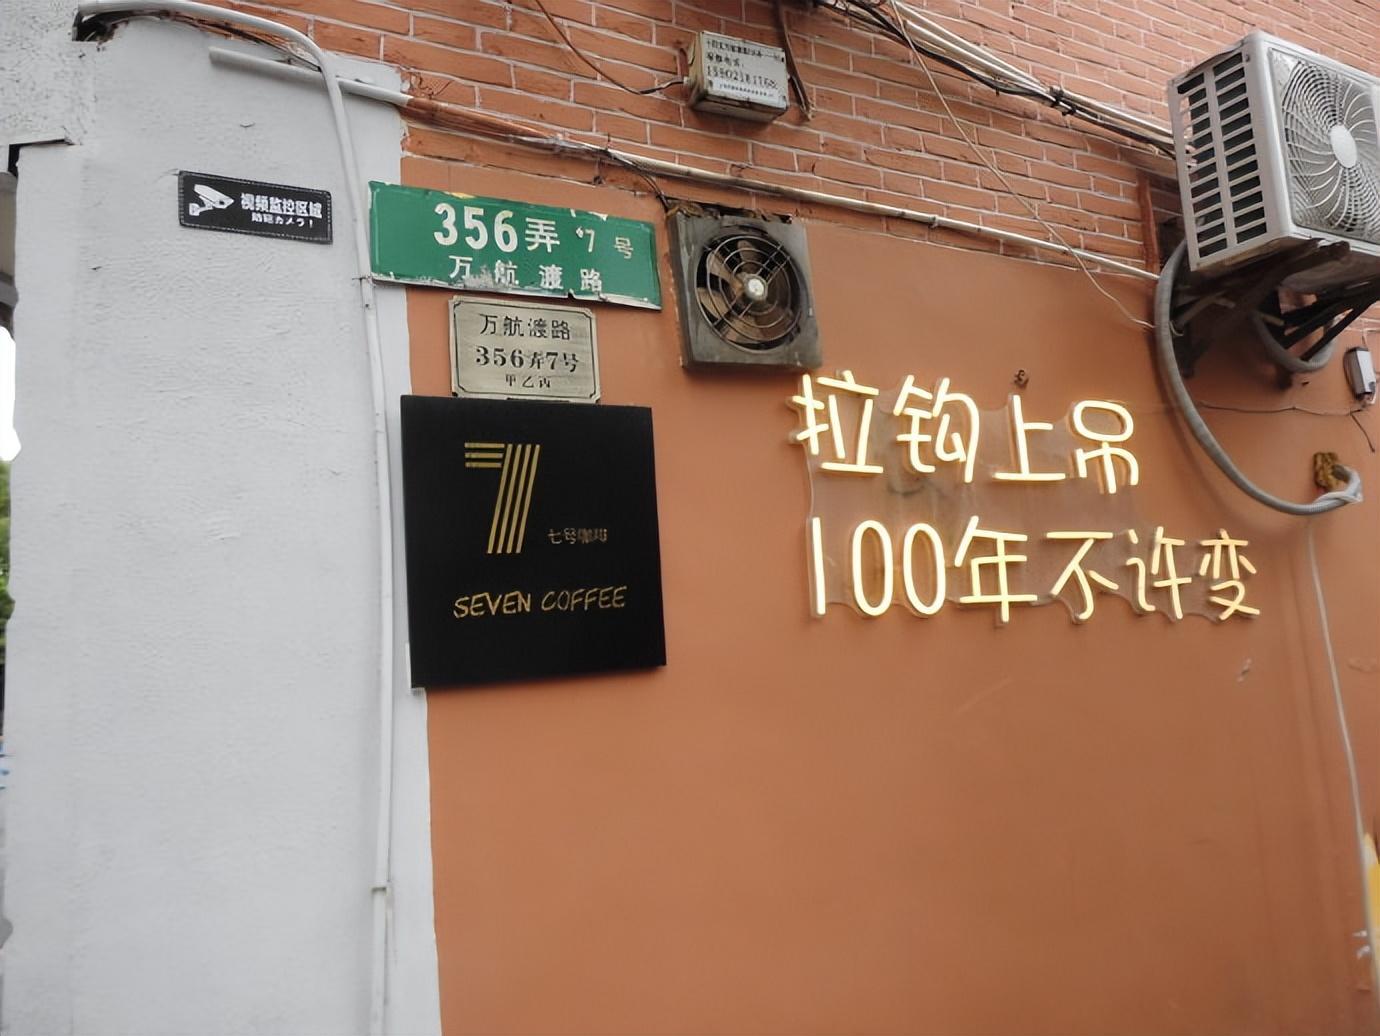 视频监控区域
356弄 7 号
万航渡路
万航渡路
356弄7号
甲乙丙
7
七号咖啡
SEVEN COFFEE
拉钩上吊
100年不许变